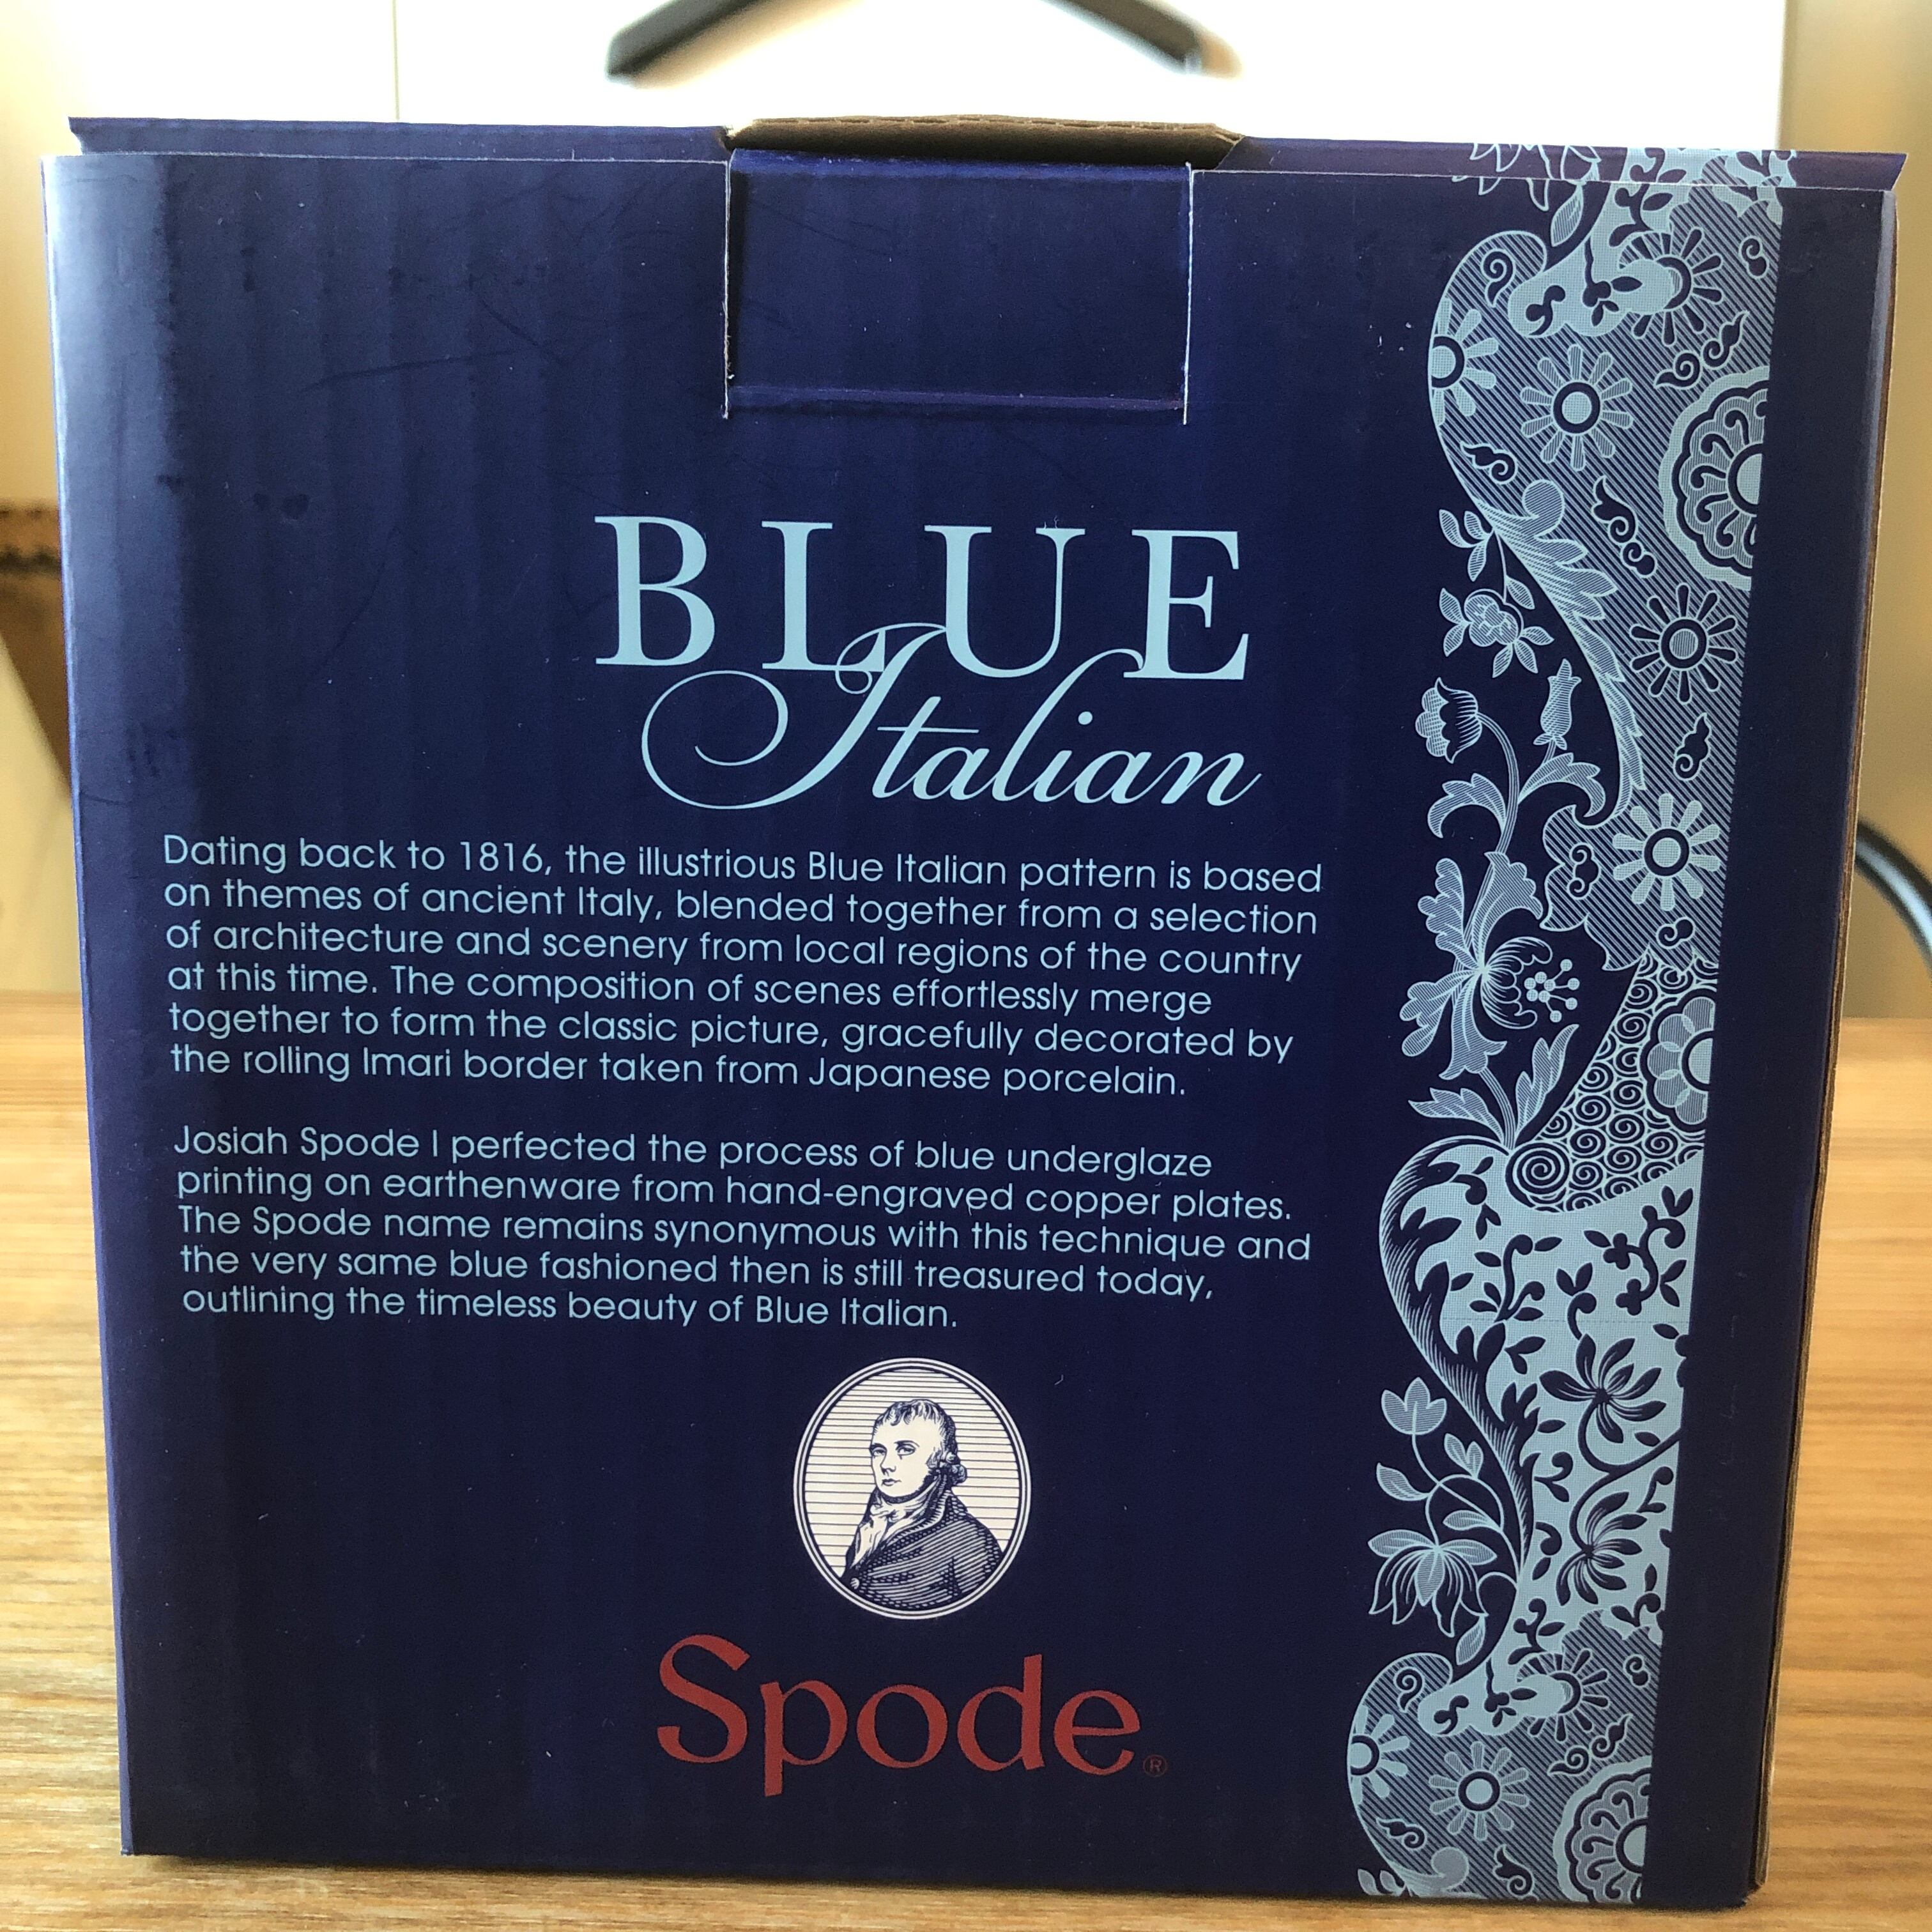 BLUE
Italian
Dating back to 1816, the illustrious Blue Italian pattern is based
on themes of ancient Italy, blended together from a selection
of architecture and scenery from local regions of the country
at this time. The composition of scenes effortlessly merge
together to form the classic picture, gracefully decorated by
the rolling Imari border taken from Japanese porcelain.
Josiah Spode I perfected the process of blue underglaze
printing on earthenware from hand-engraved copper plates.
The Spode name remains synonymous with this technique and
the very same blue fashioned then is still treasured today,
outlining the timeless beauty of Blue Italian.
Spode®